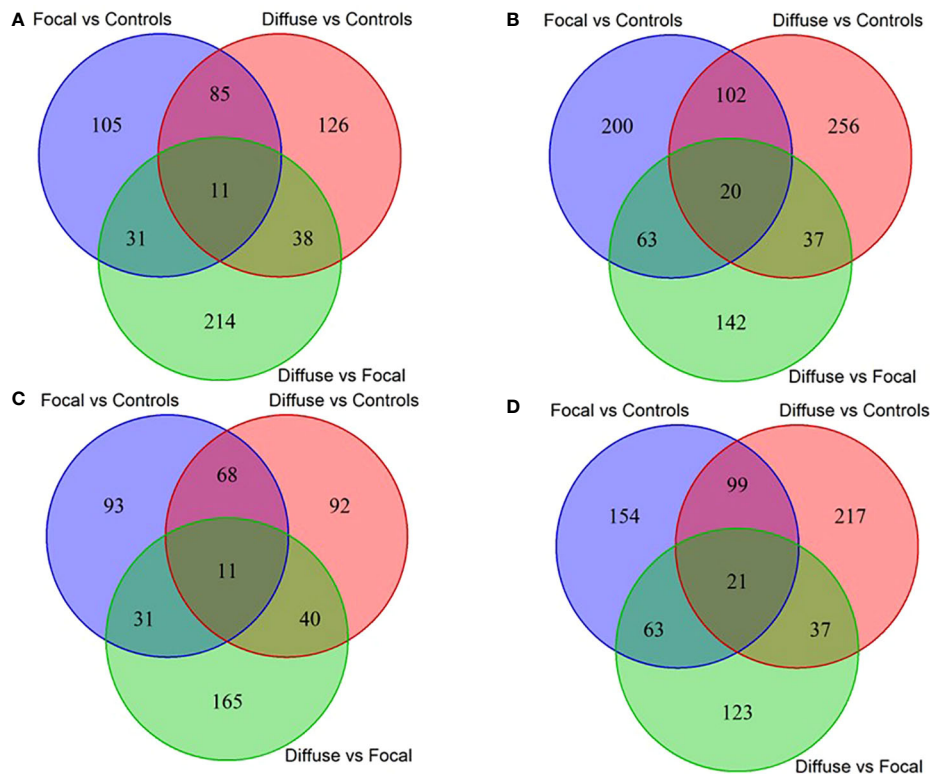 A
Focal vs Controls
Diffuse vs Controls
105
85
126
11
31
38
214
Diffuse vs Focal
B
Focal vs Controls
Diffuse vs Controls
200
102
256
20
63
37
142
Diffuse vs Focal
C
Focal vs Controls
Diffuse vs Controls
93
68
92
11
31
40
165
Diffuse vs Focal
D
Focal vs Controls
Diffuse vs Controls
154
99
217
21
63
37
123
Diffuse vs Focal